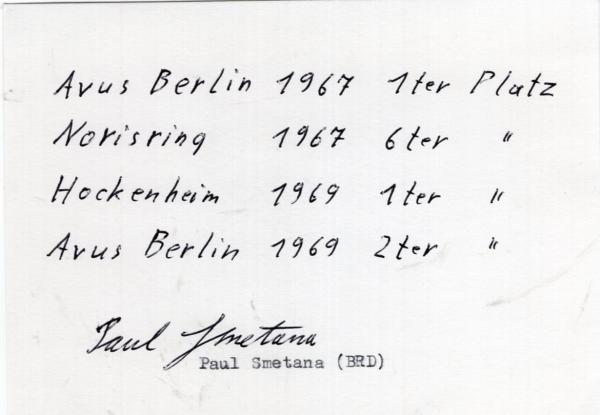 Avus Berlin 1967 1ter Platz
Norisring 1967 6ter "
Hockenheim 1969 1ter "
Avus Berlin 1969 2ter "
Paul Smetana
Paul Smetana (BRD)